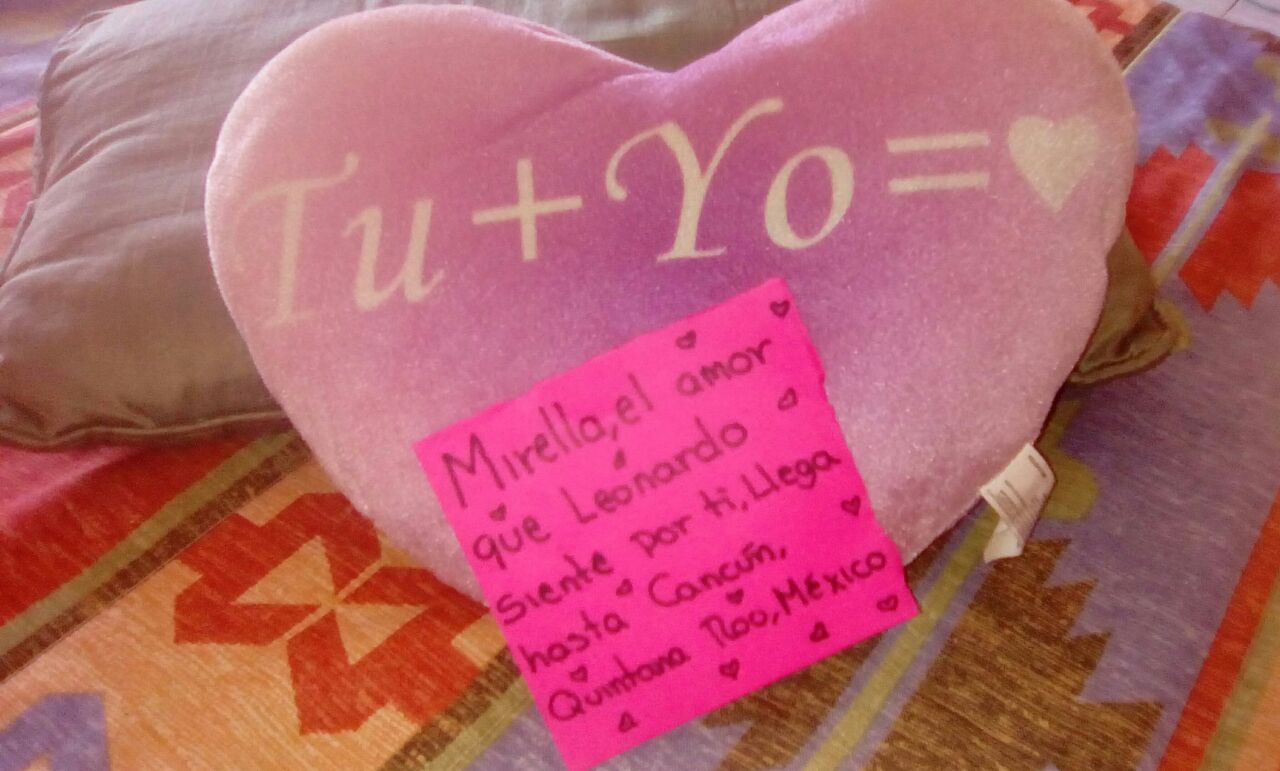 Tu + Yo = ♥
Mirella, el amor
que Leonardo
siente por ti, llega
hasta Cancún,
Quintana Roo, México